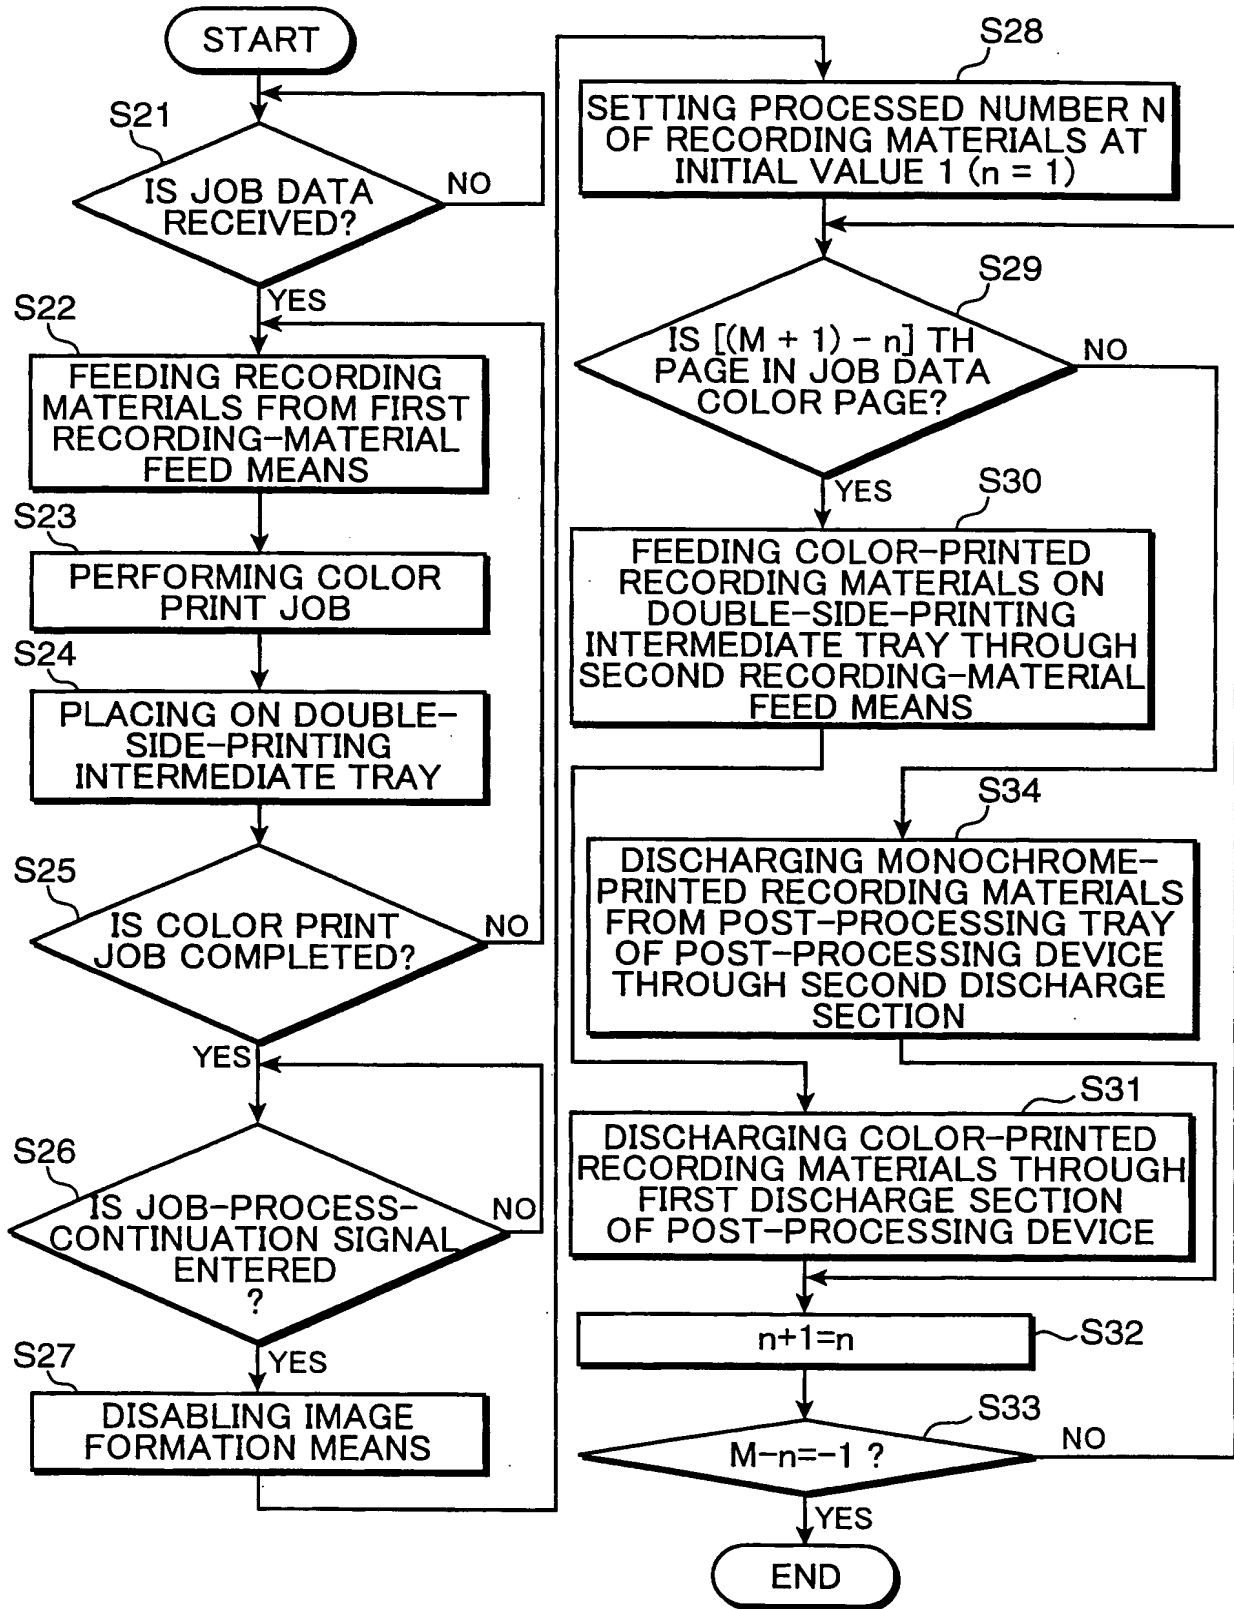 START
S21
IS JOB DATA
RECEIVED?
NO
YES
S22
FEEDING RECORDING
MATERIALS FROM FIRST
RECORDING-MATERIAL
FEED MEANS
S23
PERFORMING COLOR
PRINT JOB
S24
PLACING ON DOUBLE-
SIDE-PRINTING
INTERMEDIATE TRAY
S25
IS COLOR PRINT
JOB COMPLETED?
NO
YES
S26
IS JOB-PROCESS-
CONTINUATION SIGNAL
ENTERED
?
NO
YES
S27
DISABLING IMAGE
FORMATION MEANS
S28
SETTING PROCESSED NUMBER N
OF RECORDING MATERIALS AT
INITIAL VALUE 1 (n = 1)
S29
IS [(M + 1) - n] TH
PAGE IN JOB DATA
COLOR PAGE?
NO
YES
S30
FEEDING COLOR-PRINTED
RECORDING MATERIALS ON
DOUBLE-SIDE-PRINTING
INTERMEDIATE TRAY THROUGH
SECOND RECORDING-MATERIAL
FEED MEANS
S34
DISCHARGING MONOCHROME-
PRINTED RECORDING MATERIALS
FROM POST-PROCESSING TRAY
OF POST-PROCESSING DEVICE
THROUGH SECOND DISCHARGE
SECTION
S31
DISCHARGING COLOR-PRINTED
RECORDING MATERIALS THROUGH
FIRST DISCHARGE SECTION
OF POST-PROCESSING DEVICE
n+1=n
S32
S33
M-n=-1 ?
NO
YES
END